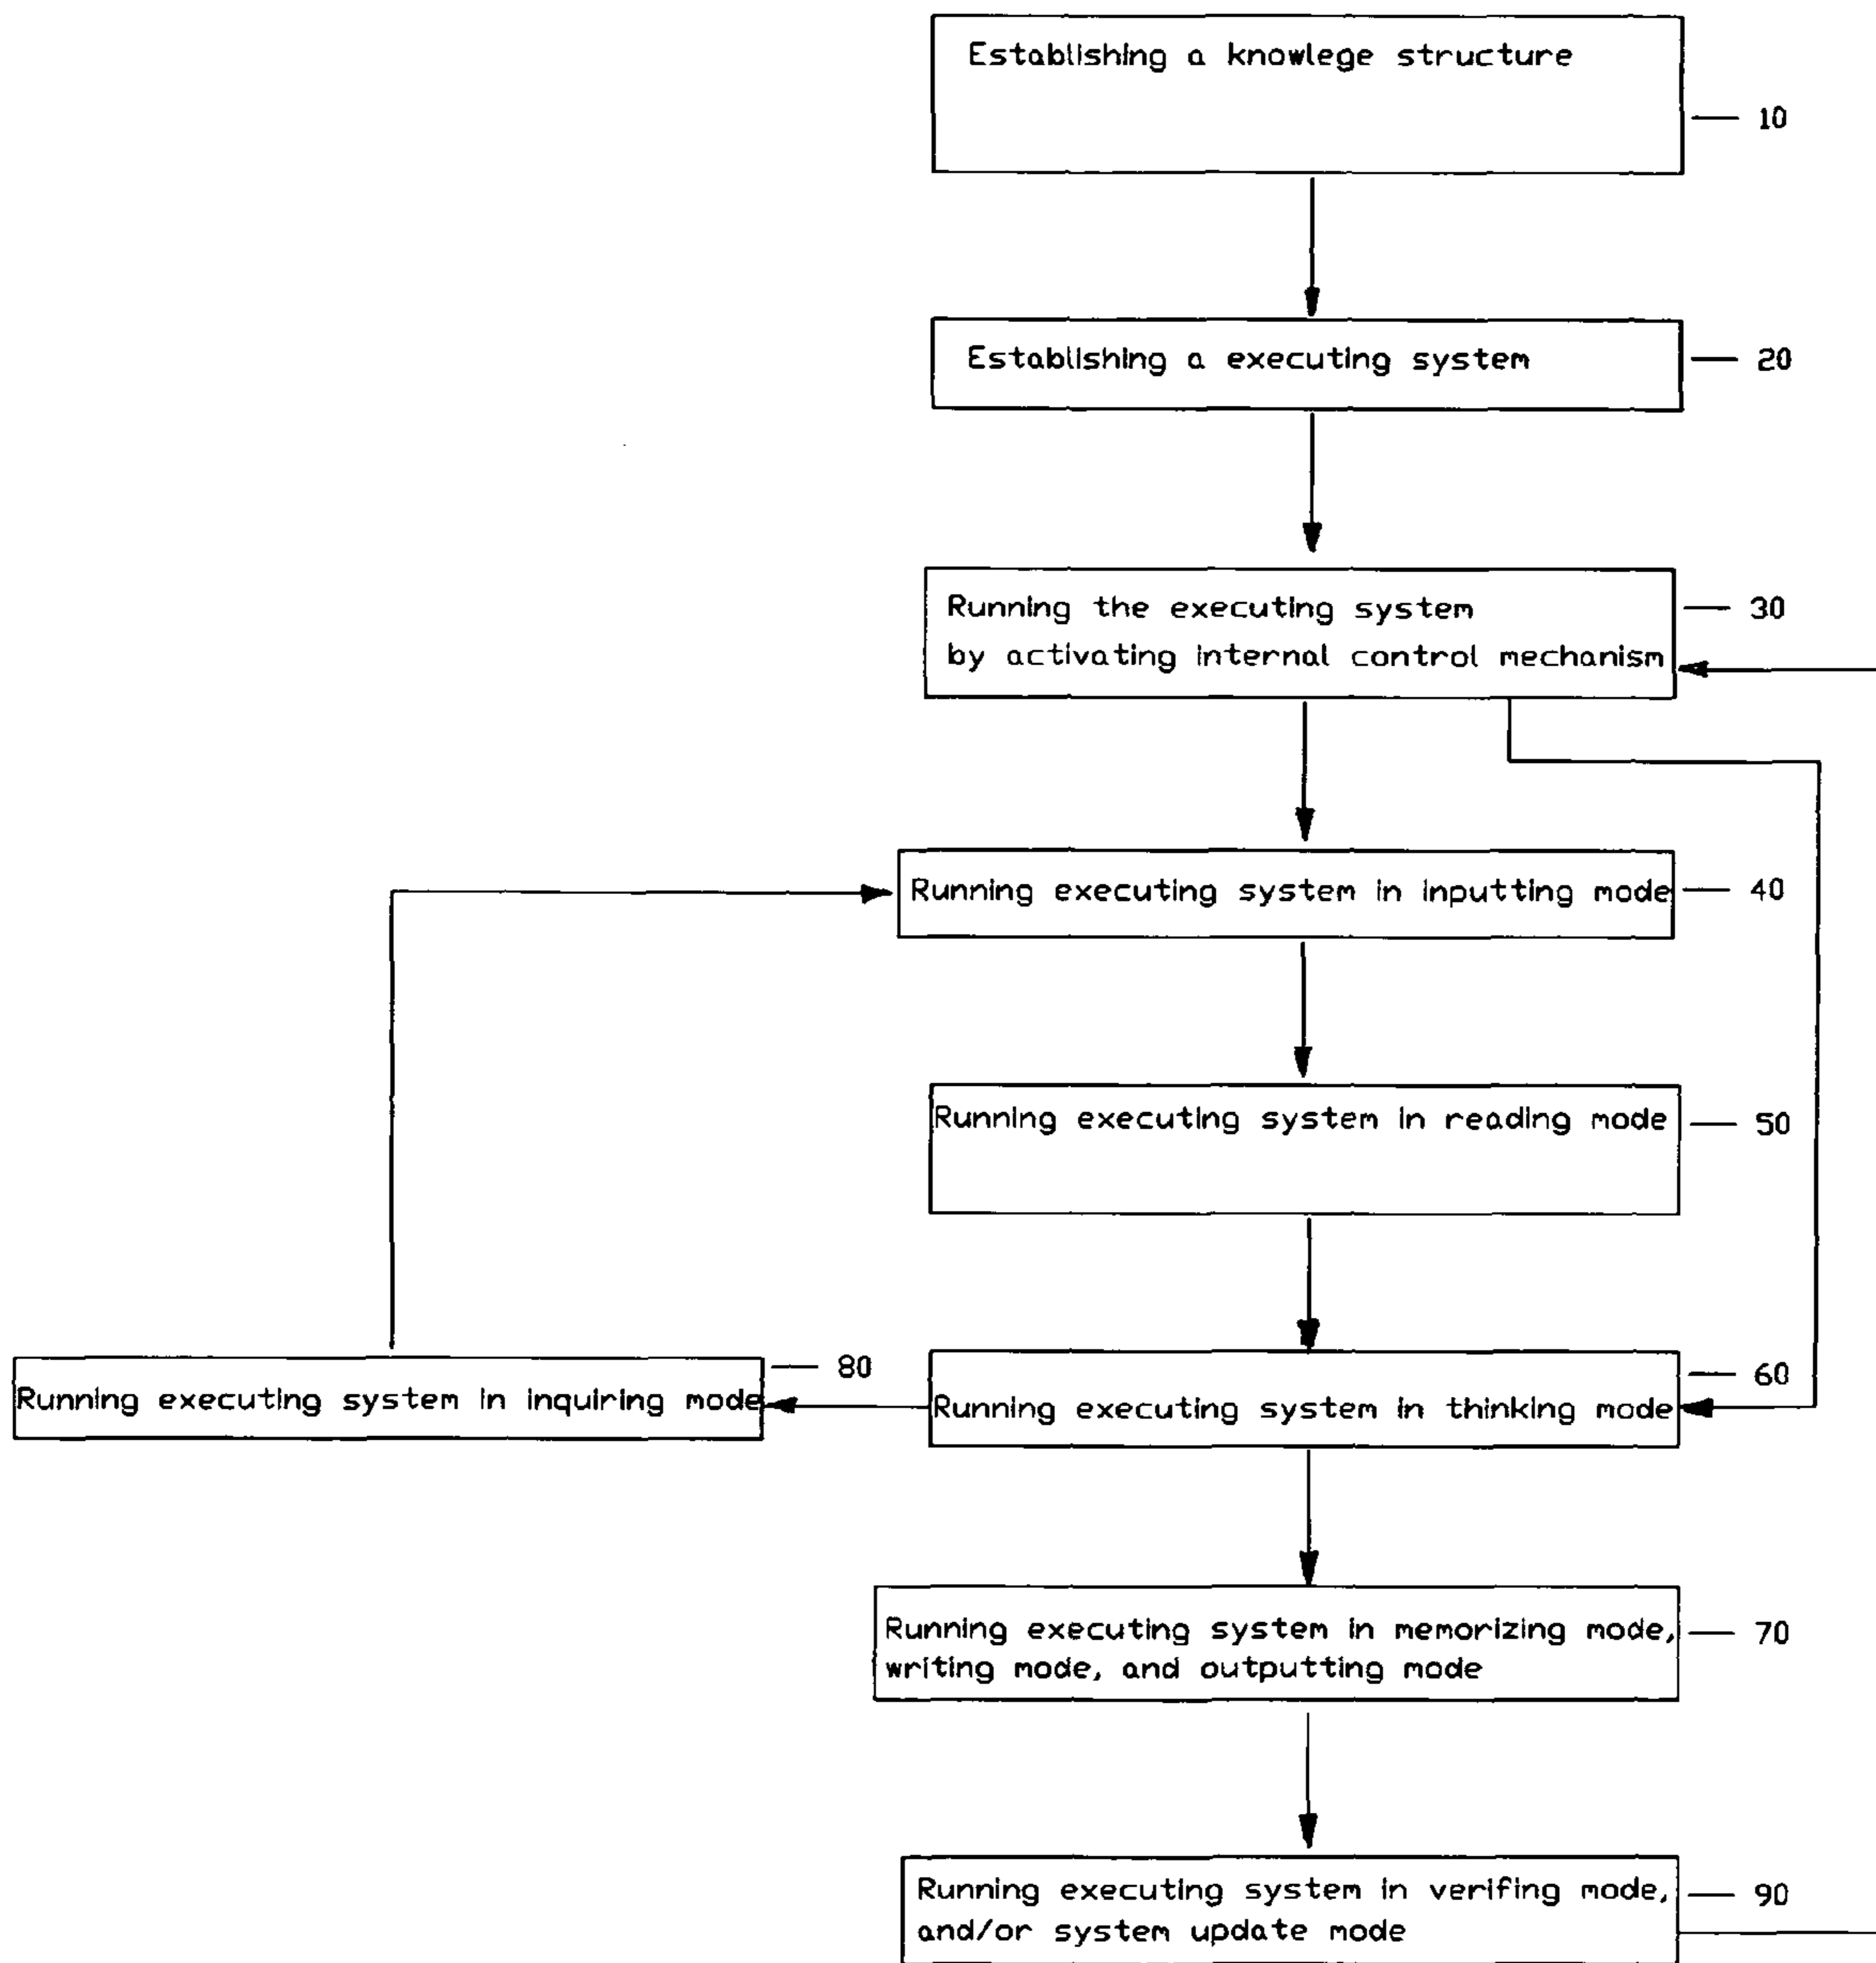 Establishing a knowlege structure
10
Establishing a executing system
20
Running the executing system
30
by activating internal control mechanism
Running executing system in inputting mode
40
Running executing system in reading mode
50
80
Running executing system in inquiring mode
60
Running executing system in thinking mode
Running executing system in memorizing mode,
70
writing mode, and outputting mode
Running executing system in verifing mode,
90
and/or system update mode